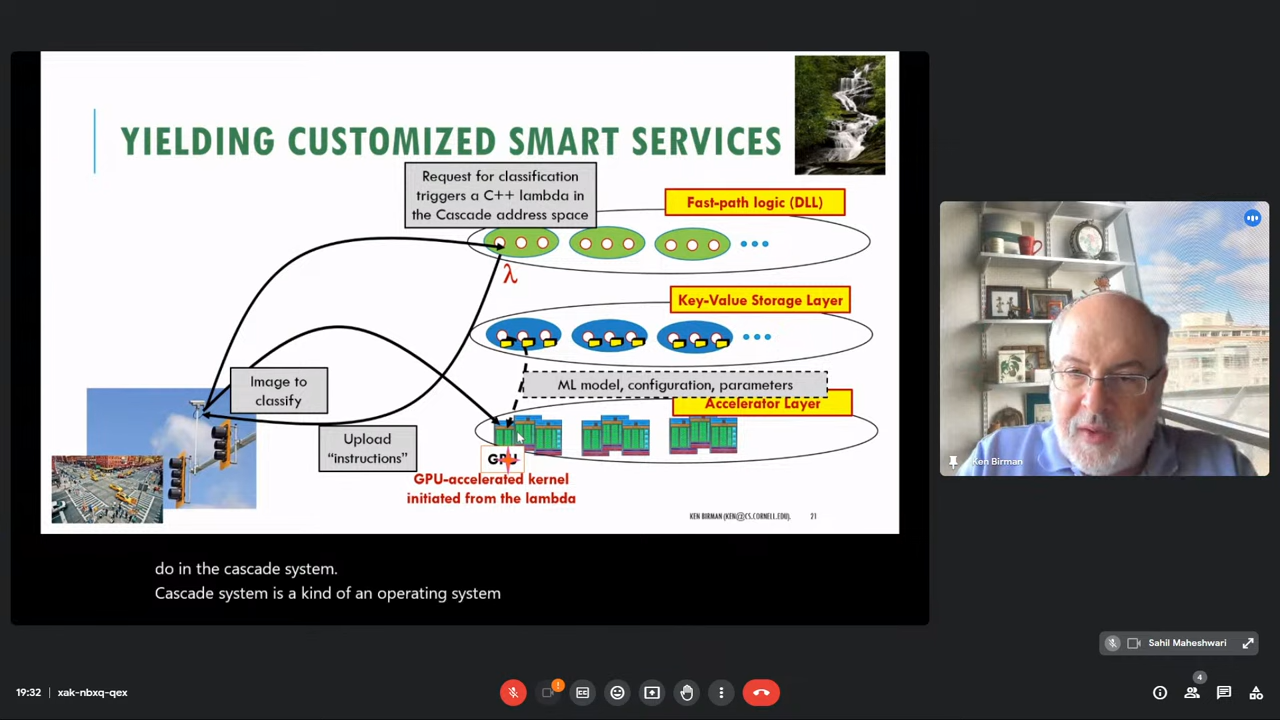 YIELDING CUSTOMIZED SMART SERVICES
Request for classification
triggers a C++ lambda in
the Cascade address space
Fast-path logic (DLL)
λ
Key-Value Storage Layer
Image to
classify
ML model, configuration, parameters
Accelerator Layer
Upload
“instructions”
GPU
GPU-accelerated kernel
initiated from the lambda
KEN BIRMAN (KEN@CS.CORNELL.EDU).
21
do in the cascade system.
Cascade system is a kind of an operating system
Ken Birman
Sahil Maheshwari
19:32 | xak-nbxq-qex
!
4